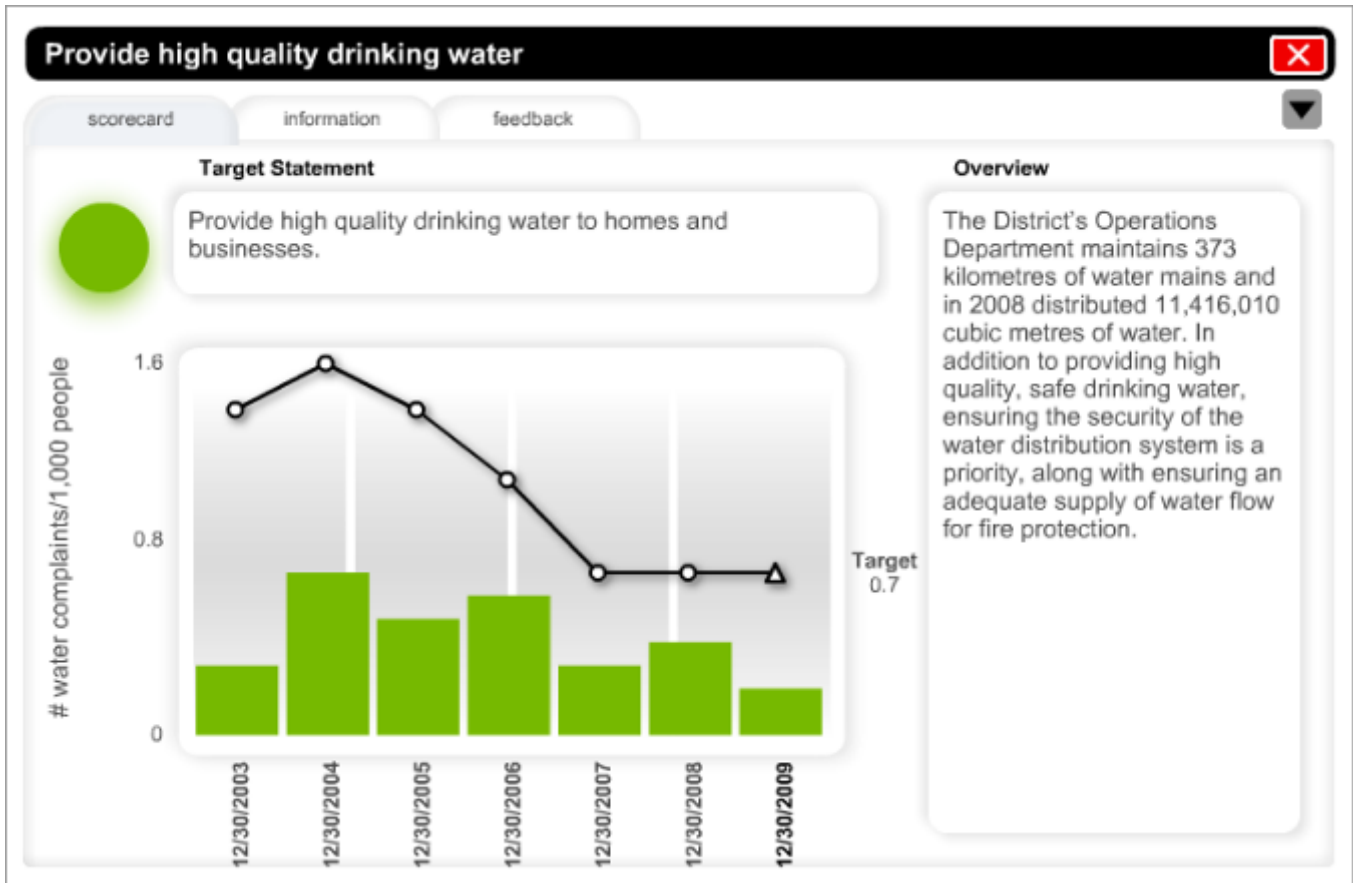 Provide high quality drinking water
scorecard
information
feedback
Target Statement
Provide high quality drinking water to homes and
businesses.
Overview
The District's Operations
Department maintains 373
kilometres of water mains and
in 2008 distributed 11,416,010
cubic metres of water. In
addition to providing high
quality, safe drinking water,
ensuring the security of the
water distribution system is a
priority, along with ensuring an
adequate supply of water flow
for fire protection.
# water complaints/1,000 people
1.6
0.8
0
Target
0.7
12/30/2003
12/30/2004
12/30/2005
12/30/2006
12/30/2007
12/30/2008
12/30/2009